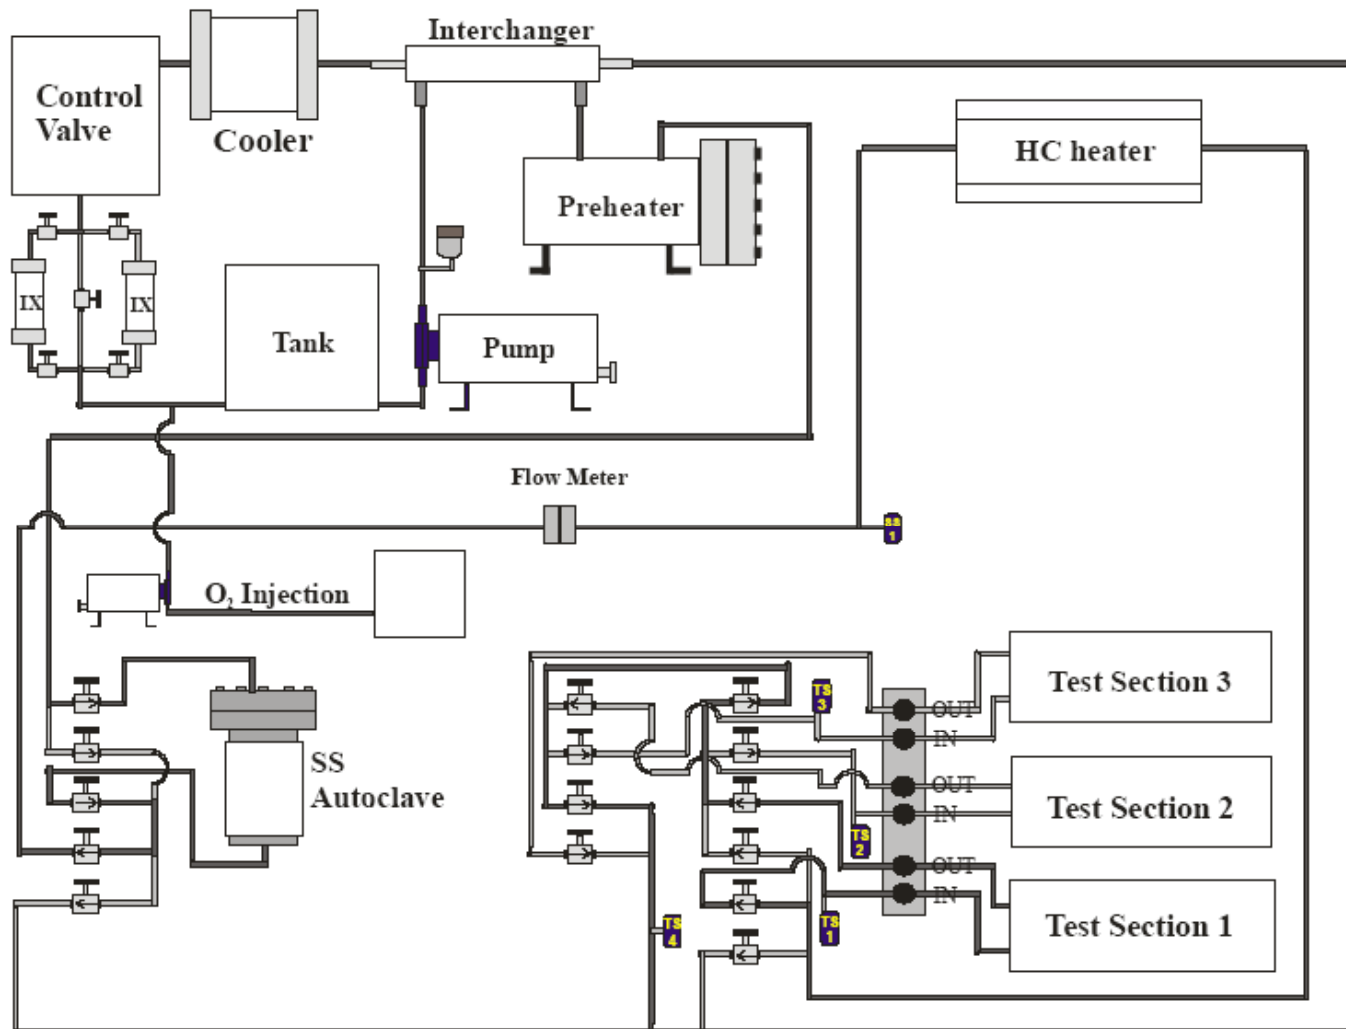 Interchanger
Control
Valve
Cooler
HC heater
Preheater
IX
IX
Tank
Pump
Flow Meter
SS
1
O₂ Injection
TS
3
OUT
IN
Test Section 3
SS
Autoclave
OUT
IN
Test Section 2
TS
2
OUT
IN
Test Section 1
TS
1
TS
4